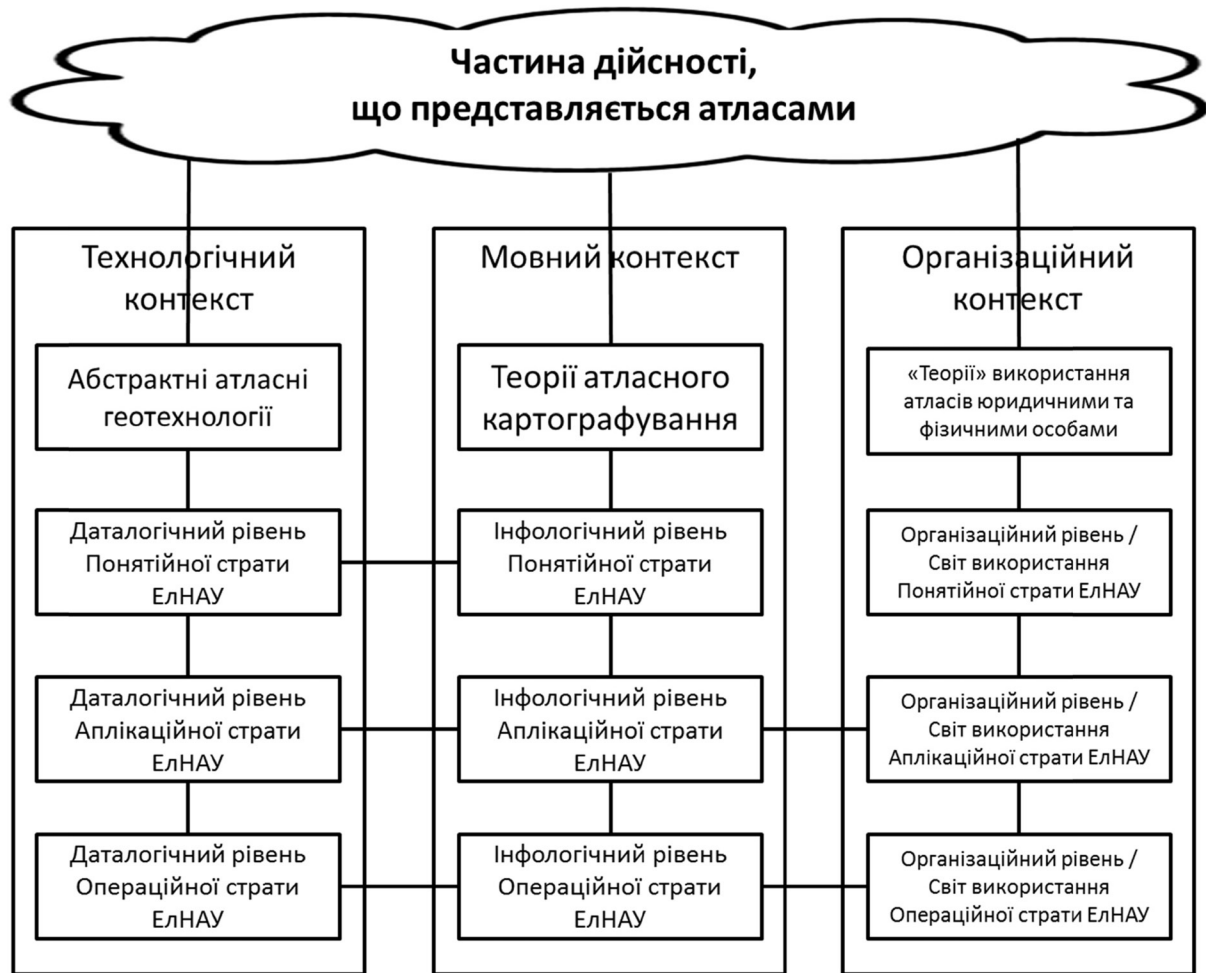 Частина дійсності,
що представляється атласами
Технологічний
контекст
Абстрактні атласні
геотехнології
Даталогічний рівень
Понятійної страти
ЕлНАУ
Даталогічний рівень
Аплікаційної страти
ЕлНАУ
Даталогічний рівень
Операційної страти
ЕлНАУ
Мовний контекст
Теорії атласного
картографування
Інфологічний рівень
Понятійної страти
ЕлНАУ
Інфологічний рівень
Аплікаційної страти
ЕлНАУ
Інфологічний рівень
Операційної страти
ЕлНАУ
Організаційний
контекст
«Теорії» використання
атласів юридичними та
фізичними особами
Організаційний рівень /
Світ використання
Понятійної страти ЕлНАУ
Організаційний рівень /
Світ використання
Аплікаційної страти ЕлНАУ
Організаційний рівень /
Світ використання
Операційної страти ЕлНАУ